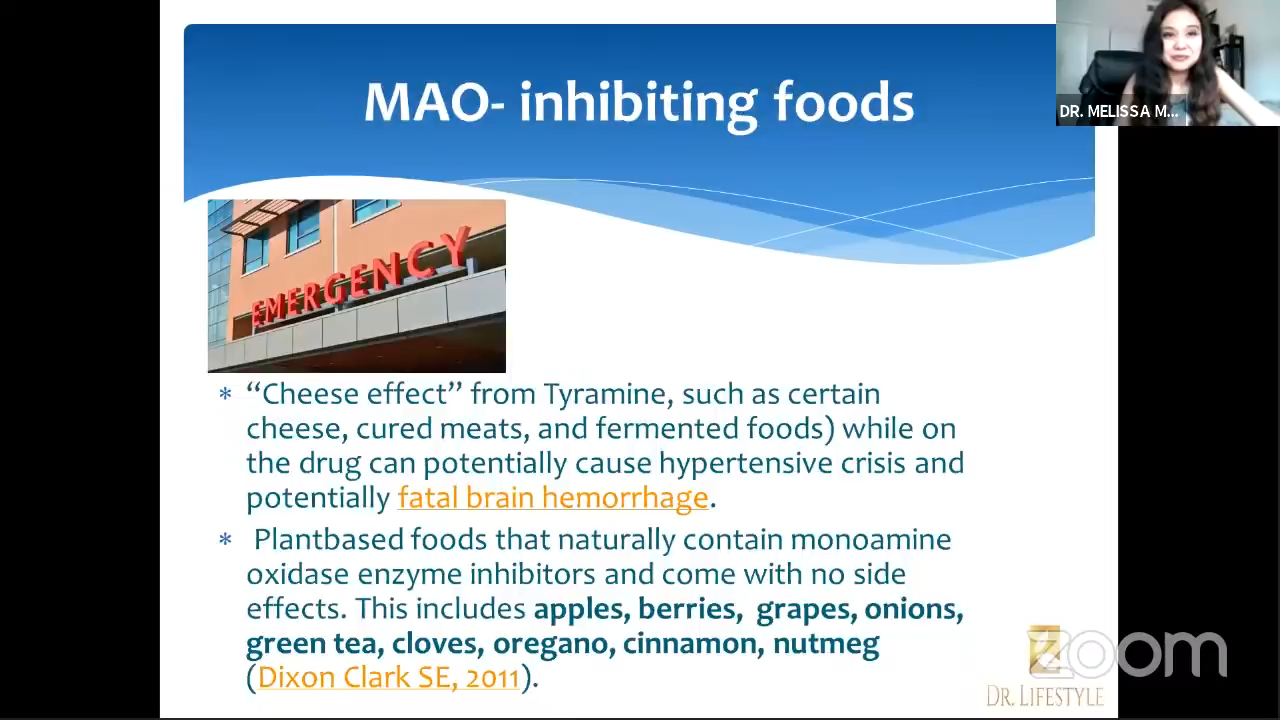 MAO- inhibiting foods
DR. MELISSA M...
EMERGENCY
* “Cheese effect” from Tyramine, such as certain
cheese, cured meats, and fermented foods) while on
the drug can potentially cause hypertensive crisis and
potentially fatal brain hemorrhage.
* Plantbased foods that naturally contain monoamine
oxidase enzyme inhibitors and come with no side
effects. This includes apples, berries, grapes, onions,
green tea, cloves, oregano, cinnamon, nutmeg
(Dixon Clark SE, 2011).
zoom
DR. LIFESTYLE